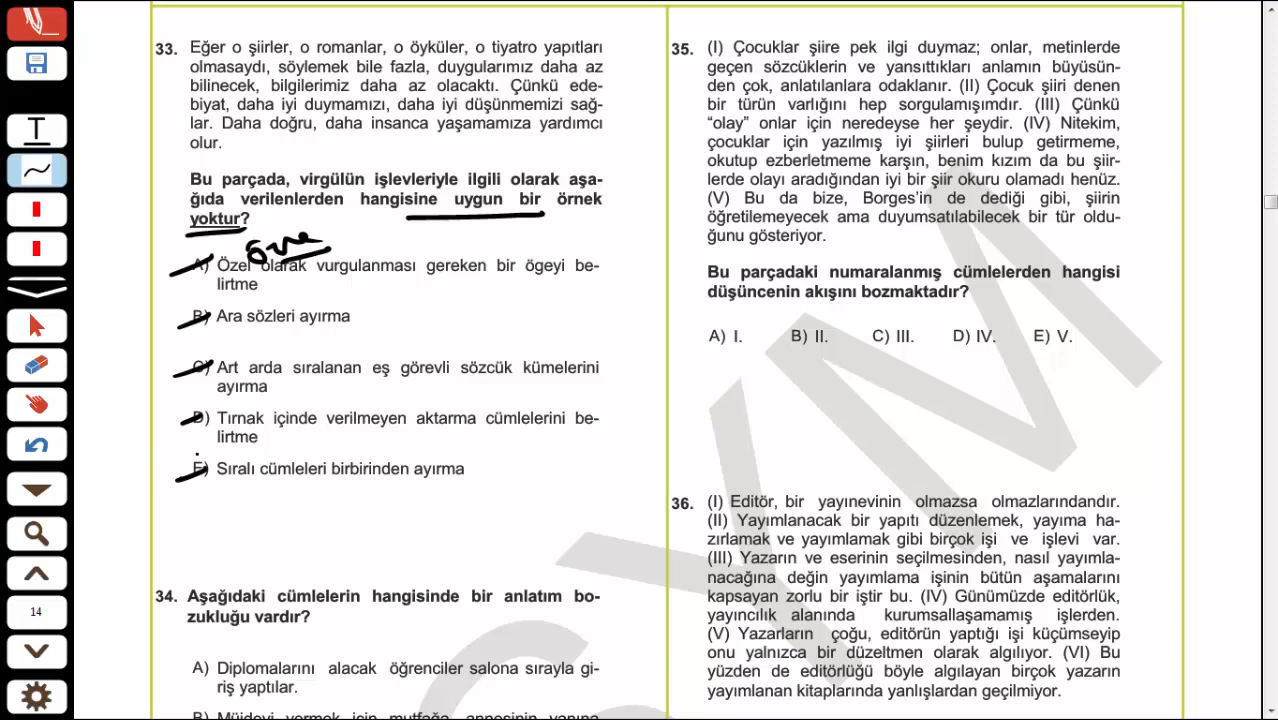 33. Eğer o şiirler, o romanlar, o öyküler, o tiyatro yapıtları
olmasaydı, söylemek bile fazla, duygularımız daha az
bilinecek, bilgilerimiz daha az olacaktı. Çünkü ede-
biyat, daha iyi duymamızı, daha iyi düşünmemizi sağ-
lar. Daha doğru, daha insanca yaşamamıza yardımcı
olur.
Bu parçada, virgülün işlevleriyle ilgili olarak aşa-
ğıda verilenlerden hangisine uygun bir örnek
yoktur?
A) Özel olarak vurgulanması gereken bir ögeyi be-
lirtme
B) Ara sözleri ayırma
C) Art arda sıralanan eş görevli sözcük kümelerini
ayırma
D) Tırnak içinde verilmeyen aktarma cümlelerini be-
lirtme
E) Sıralı cümleleri birbirinden ayırma
34. Aşağıdaki cümlelerin hangisinde bir anlatım bo-
zukluğu vardır?
A) Diplomalarını alacak öğrenciler salona sırayla gi-
riş yaptılar.
B) Müjdeyi vermek için mutfağa, annesinin yanına
35. (I) Çocuklar şiire pek ilgi duymaz; onlar, metinlerde
geçen sözcüklerin ve yansıttıkları anlamın büyüsün-
den çok, anlatılanlara odaklanır. (II) Çocuk şiiri denen
bir türün varlığını hep sorgulamışımdır. (III) Çünkü
“olay” onlar için neredeyse her şeydir. (IV) Nitekim,
çocuklar için yazılmış iyi şiirleri bulup getirmeme,
okutup ezberletmeme karşın, benim kızım da bu şiir-
lerde olayı aradığından iyi bir şiir okuru olamadı henüz.
(V) Bu da bize, Borges’in de dediği gibi, şiirin
öğretilemeyecek ama duyumsatılabilecek bir tür oldu-
ğunu gösteriyor.
Bu parçadaki numaralanmış cümlelerden hangisi
düşüncenin akışını bozmaktadır?
A) I. B) II. C) III. D) IV. E) V.
36. (I) Editör, bir yayınevinin olmazsa olmazlarındandır.
(II) Yayımlanacak bir yapıtı düzenlemek, yayıma ha-
zırlamak ve yayımlamak gibi birçok işi ve işlevi var.
(III) Yazarın ve eserinin seçilmesinden, nasıl yayımla-
nacağına değin yayımlama işinin bütün aşamalarını
kapsayan zorlu bir iştir bu. (IV) Günümüzde editörlük,
yayıncılık alanında kurumsallaşamamış işlerden.
(V) Yazarların çoğu, editörün yaptığı işi küçümseyip
onu yalnızca bir düzeltmen olarak algılıyor. (VI) Bu
yüzden de editörlüğü böyle algılayan birçok yazarın
yayımlanan kitaplarında yanlışlardan geçilmiyor.
T
14